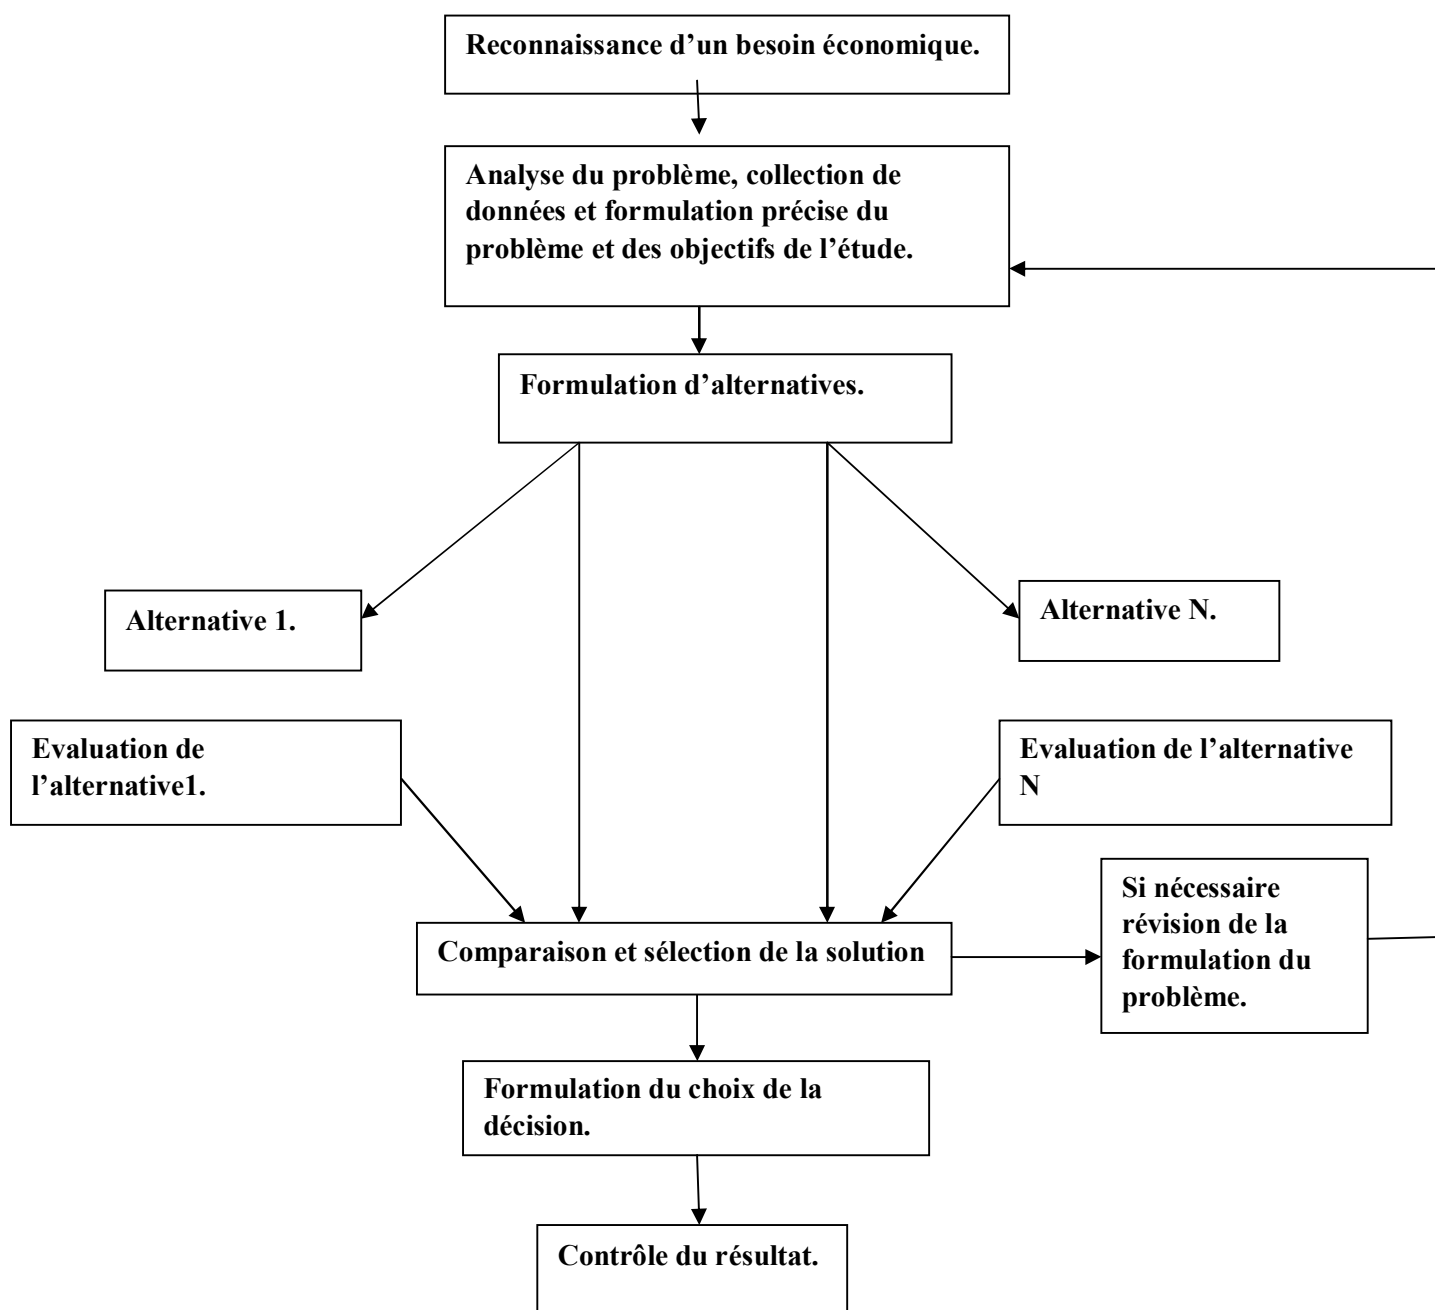 Reconnaissance d’un besoin économique.
Analyse du problème, collection de
données et formulation précise du
problème et des objectifs de l’étude.
Formulation d’alternatives.
Alternative 1.
Alternative N.
Evaluation de
l’alternative1.
Evaluation de l’alternative
N
Si nécessaire
révision de la
formulation du
problème.
Comparaison et sélection de la solution
Formulation du choix de la
décision.
Contrôle du résultat.